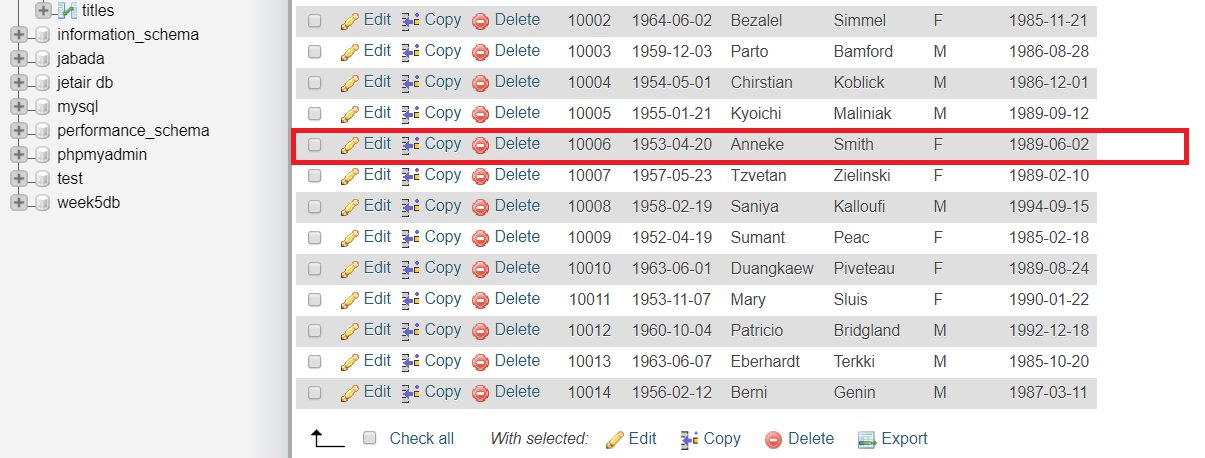 titles
information_schema
jabada
jetair db
mysql
performance_schema
phpmyadmin
test
week5db
Edit Copy Delete 10002 1964-06-02 Bezalel Simmel F 1985-11-21
Edit Copy Delete 10003 1959-12-03 Parto Bamford M 1986-08-28
Edit Copy Delete 10004 1954-05-01 Chirstian Koblick M 1986-12-01
Edit Copy Delete 10005 1955-01-21 Kyoichi Maliniak M 1989-09-12
Edit Copy Delete 10006 1953-04-20 Anneke Smith F 1989-06-02
Edit Copy Delete 10007 1957-05-23 Tzvetan Zielinski F 1989-02-10
Edit Copy Delete 10008 1958-02-19 Saniya Kalloufi M 1994-09-15
Edit Copy Delete 10009 1952-04-19 Sumant Peac F 1985-02-18
Edit Copy Delete 10010 1963-06-01 Duangkaew Piveteau F 1989-08-24
Edit Copy Delete 10011 1953-11-07 Mary Sluis F 1990-01-22
Edit Copy Delete 10012 1960-10-04 Patricio Bridgland M 1992-12-18
Edit Copy Delete 10013 1963-06-07 Eberhardt Terkki M 1985-10-20
Edit Copy Delete 10014 1956-02-12 Berni Genin M 1987-03-11
Check all With selected: Edit Copy Delete Export